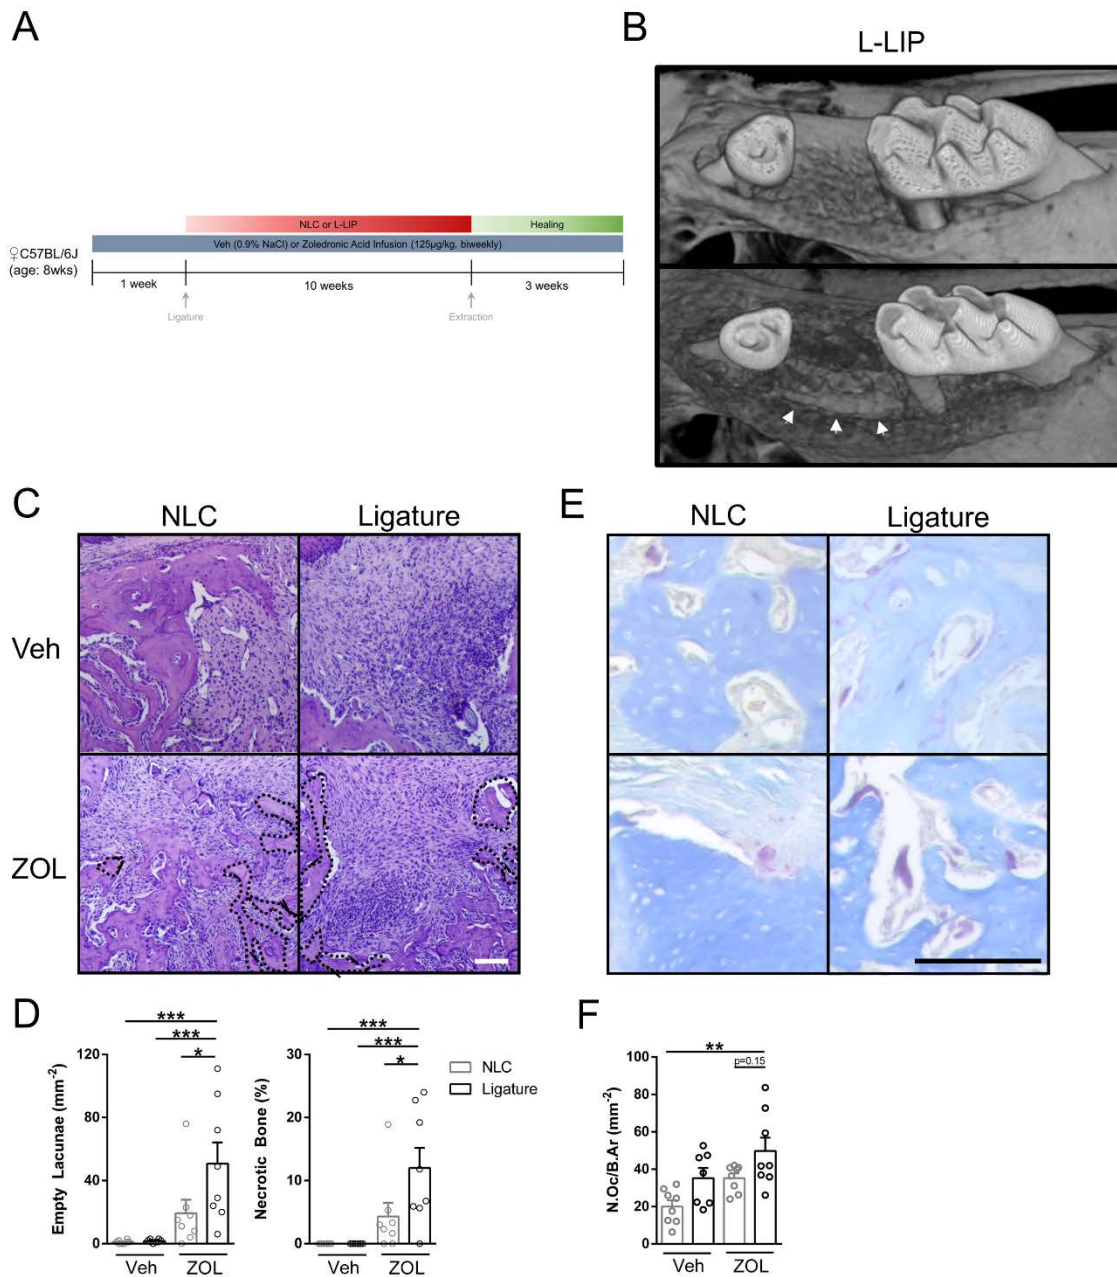 A
NLC or L-LIP
Healing
Veh (0.9% NaCl) or Zoledronic Acid Infusion (125µg/kg, biweekly)
♀C57BL/6J
(age: 8wks)
1 week
10 weeks
3 weeks
Ligature
Extraction
B
L-LIP
C
NLC
Ligature
Veh
ZOL
E
NLC
Ligature
D
***
***
*
Empty Lacunae (mm-2)
120
80
40
0
Veh
ZOL
***
***
*
Necrotic Bone (%)
30
20
10
0
Veh
ZOL
NLC
Ligature
F
**
p=0.15
N.Oc/B.Ar (mm-2)
100
80
60
40
20
0
Veh
ZOL